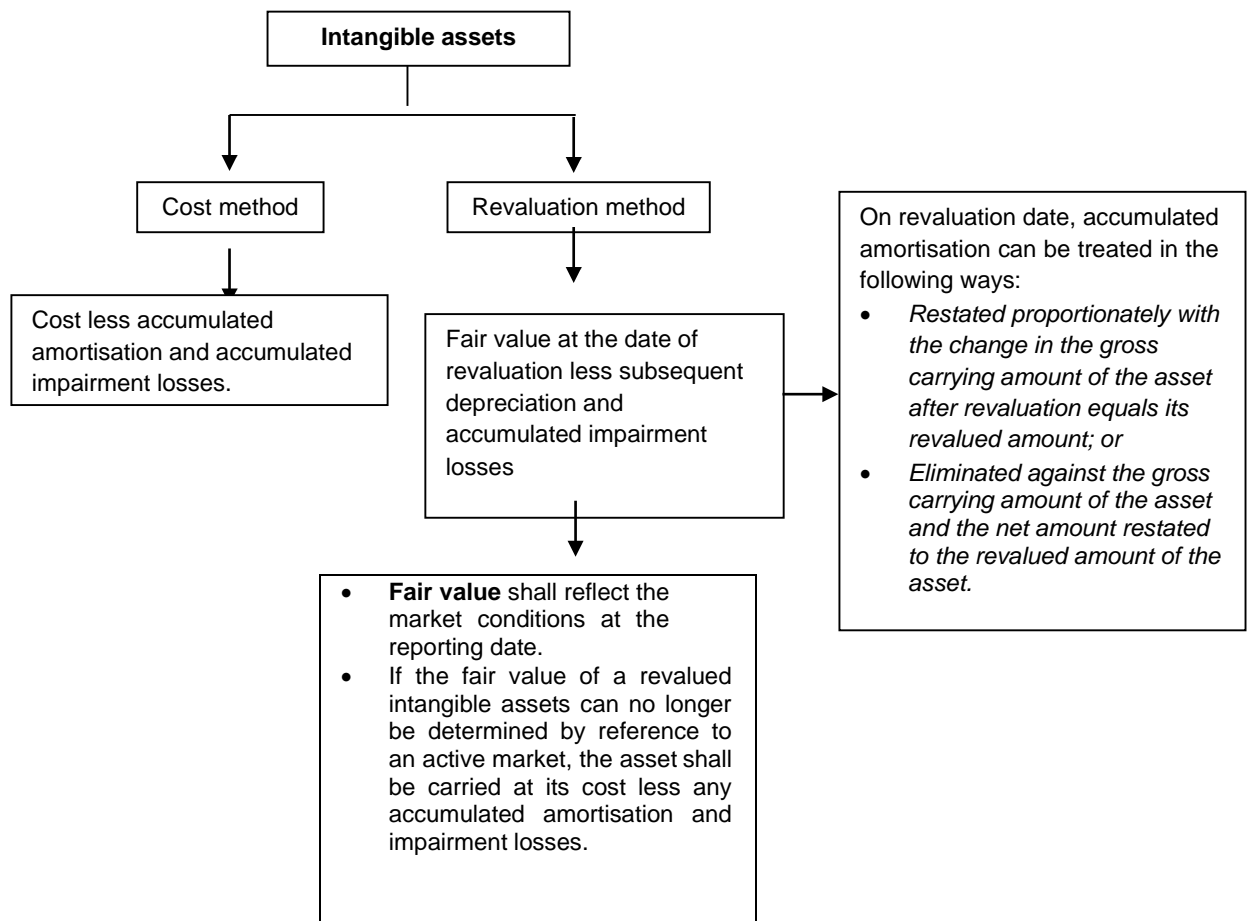 Intangible assets
Cost method
Revaluation method
Cost less accumulated
amortisation and accumulated
impairment losses.
Fair value at the date of
revaluation less subsequent
depreciation and
accumulated impairment
losses
On revaluation date, accumulated
amortisation can be treated in the
following ways:
• Restated proportionately with
the change in the gross
carrying amount of the asset
after revaluation equals its
revalued amount; or
• Eliminated against the gross
carrying amount of the asset
and the net amount restated
to the revalued amount of the
asset.
• Fair value shall reflect the
market conditions at the
reporting date.
• If the fair value of a revalued
intangible assets can no longer
be determined by reference to
an active market, the asset shall
be carried at its cost less any
accumulated amortisation and
impairment losses.